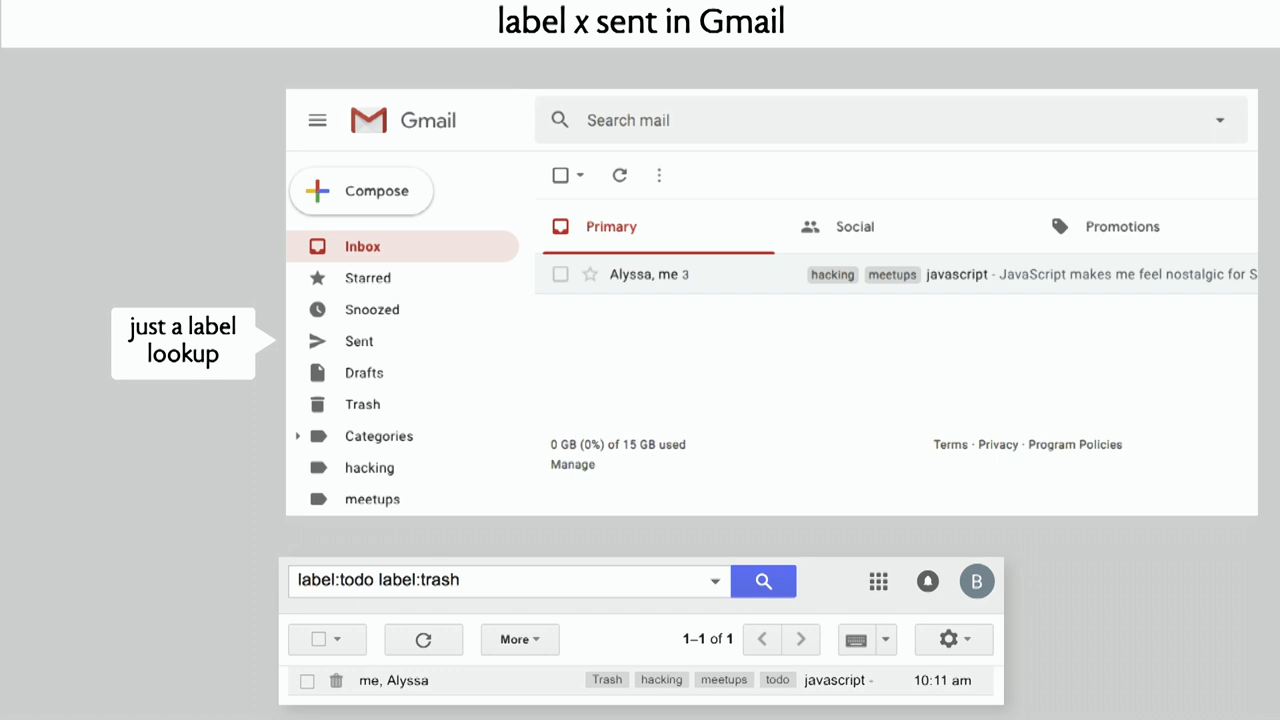 label x sent in Gmail
Gmail
Search mail
Compose
Primary
Social
Promotions
Inbox
Alyssa, me 3
hacking meetups javascript - JavaScript makes me feel nostalgic for S
Starred
Snoozed
just a label
lookup
Sent
Drafts
Trash
Categories
hacking
meetups
0 GB (0%) of 15 GB used
Manage
Terms · Privacy · Program Policies
label:todo label:trash
B
More
1–1 of 1
me, Alyssa
Trash hacking meetups todo javascript -
10:11 am